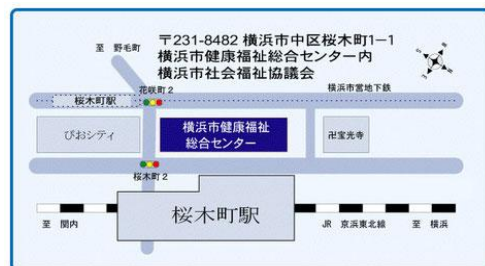 〒231-8482 横浜市中区桜木町1-1
横浜市健康福祉総合センター内
横浜市社会福祉協議会
至 野毛町
花咲町2
横浜市営地下鉄
桜木町駅
ぴおシティ
横浜市健康福祉
総合センター
卍宝光寺
桜木町2
桜木町駅
至 関内
JR 京浜東北線 至 横浜